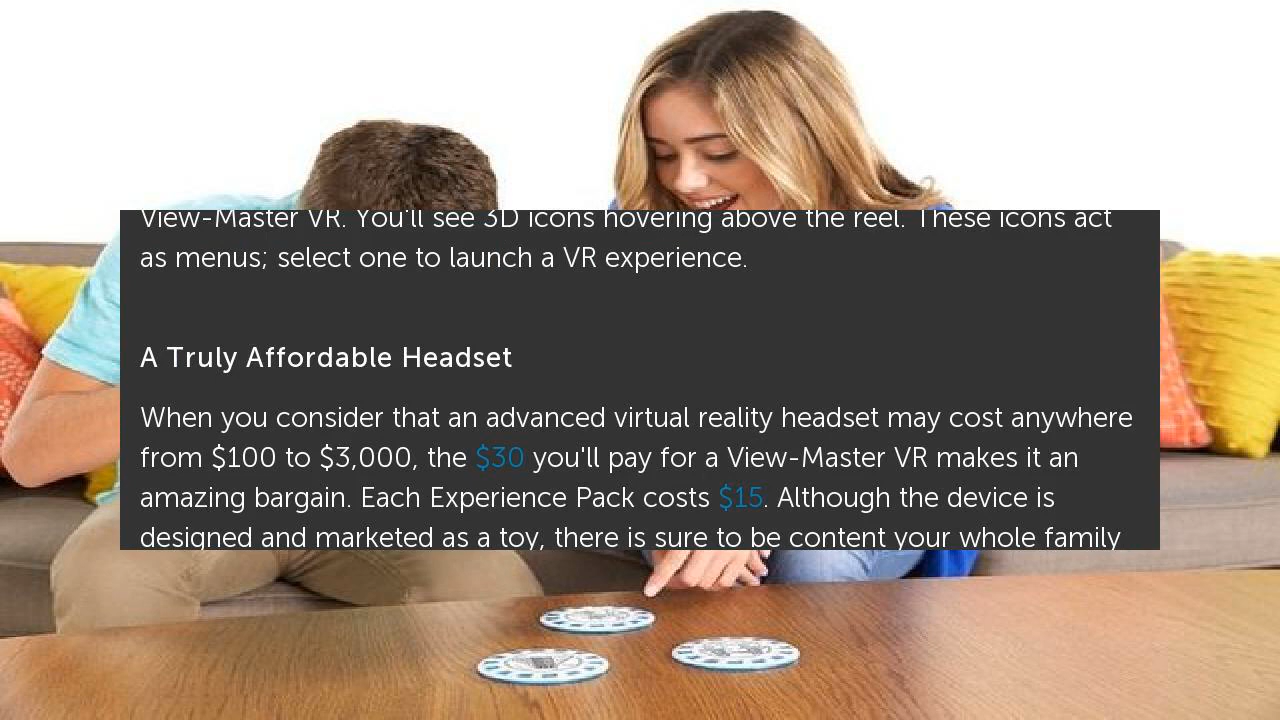 View-Master VR. You'll see 3D icons hovering above the reel. These icons act
as menus; select one to launch a VR experience.
A Truly Affordable Headset
When you consider that an advanced virtual reality headset may cost anywhere
from $100 to $3,000, the $30 you'll pay for a View-Master VR makes it an
amazing bargain. Each Experience Pack costs $15. Although the device is
designed and marketed as a toy, there is sure to be content your whole family